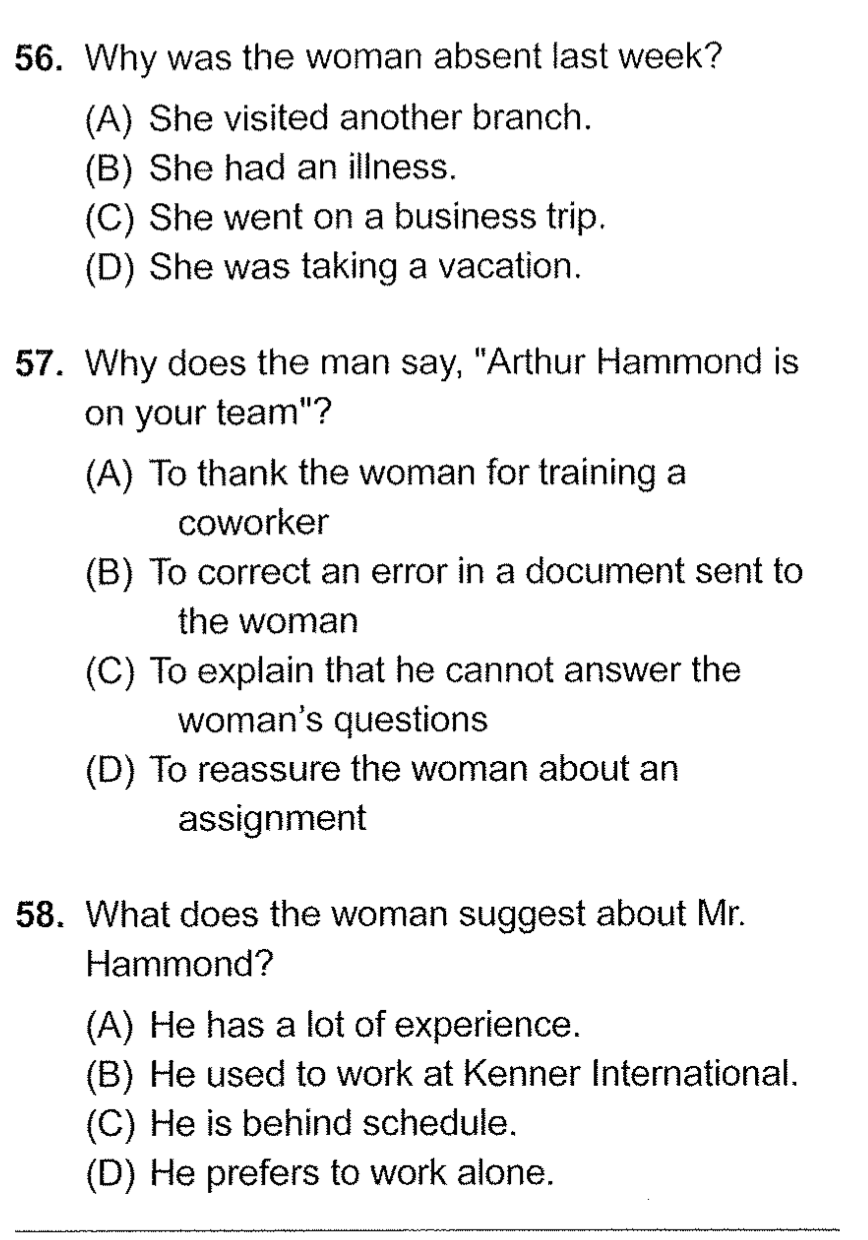 56. Why was the woman absent last week?
(A) She visited another branch.
(B) She had an illness.
(C) She went on a business trip.
(D) She was taking a vacation.
57. Why does the man say, "Arthur Hammond is
on your team"?
(A) To thank the woman for training a
coworker
(B) To correct an error in a document sent to
the woman
(C) To explain that he cannot answer the
woman's questions
(D) To reassure the woman about an
assignment
58. What does the woman suggest about Mr.
Hammond?
(A) He has a lot of experience.
(B) He used to work at Kenner International.
(C) He is behind schedule.
(D) He prefers to work alone.